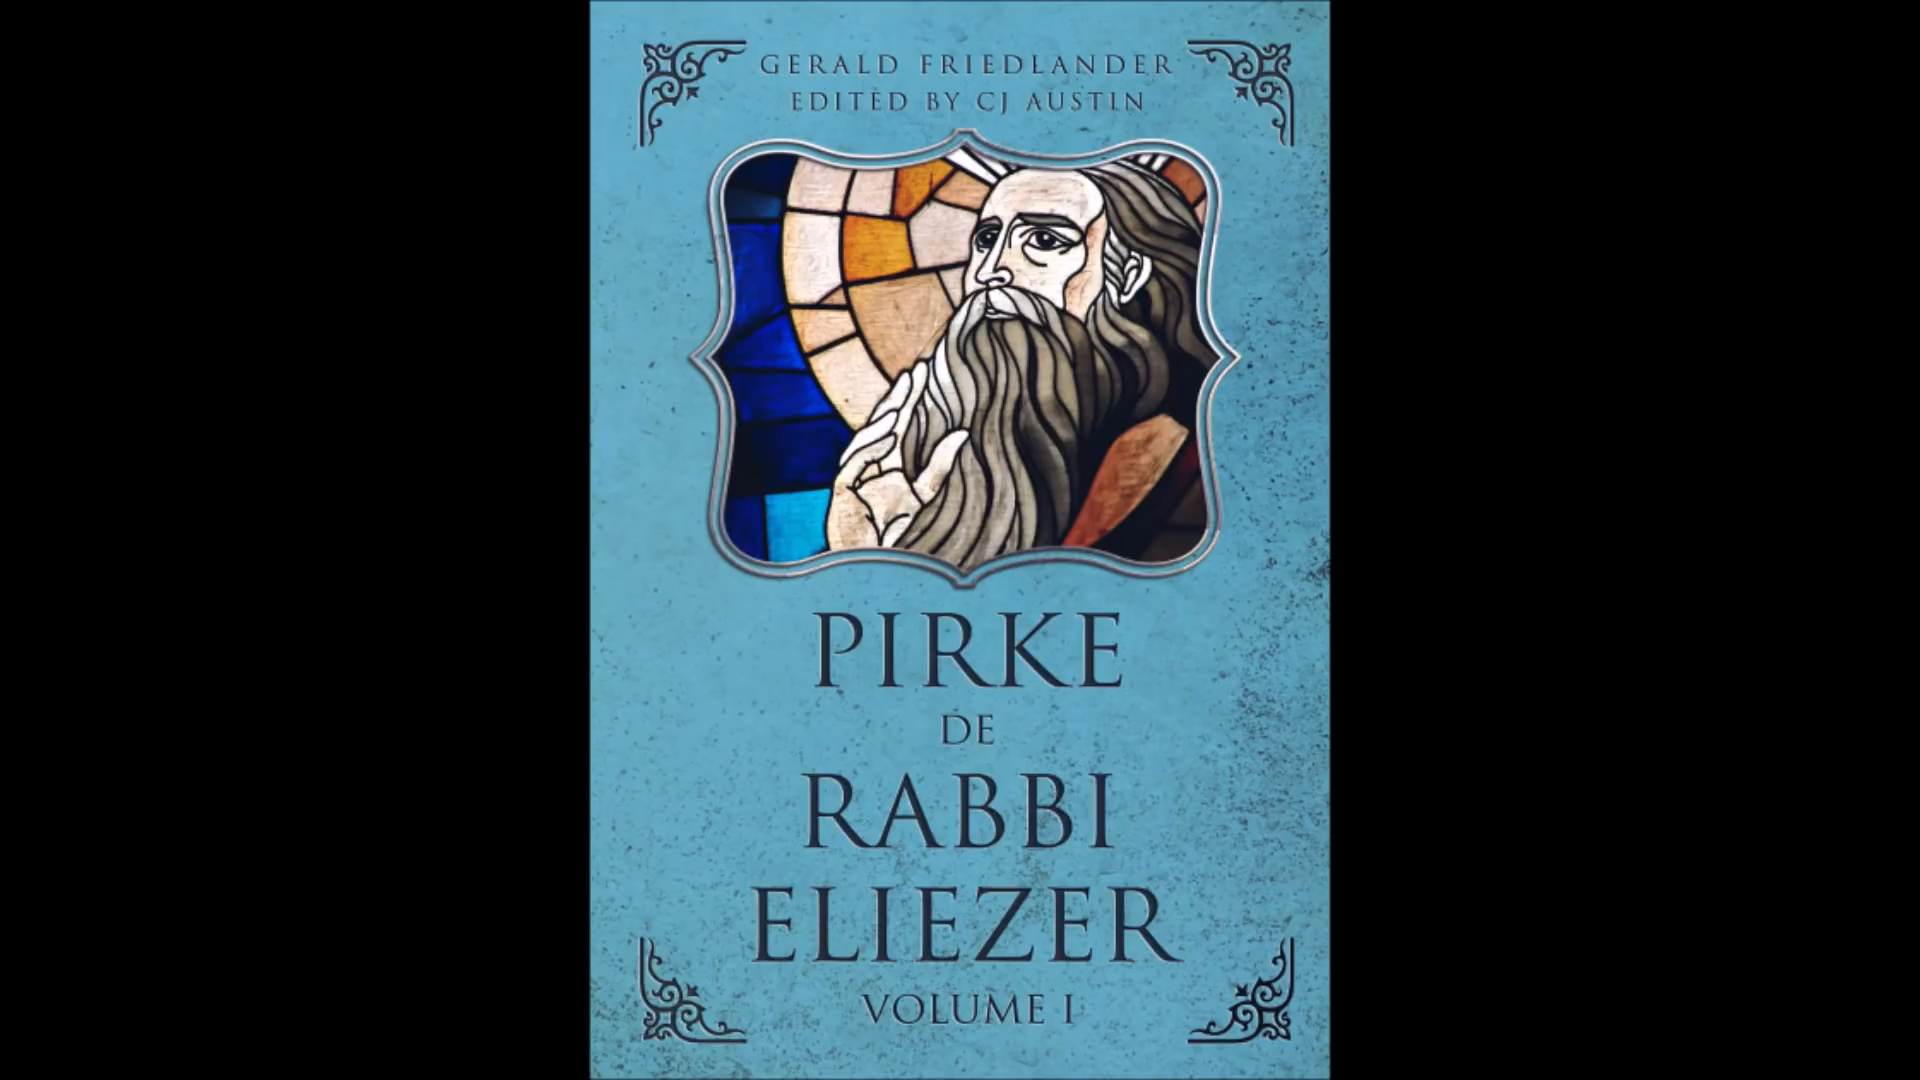 GERALD FRIEDLANDER
EDITED BY CJ AUSTIN
PIRKE
DE
RABBI
ELIEZER
VOLUME I